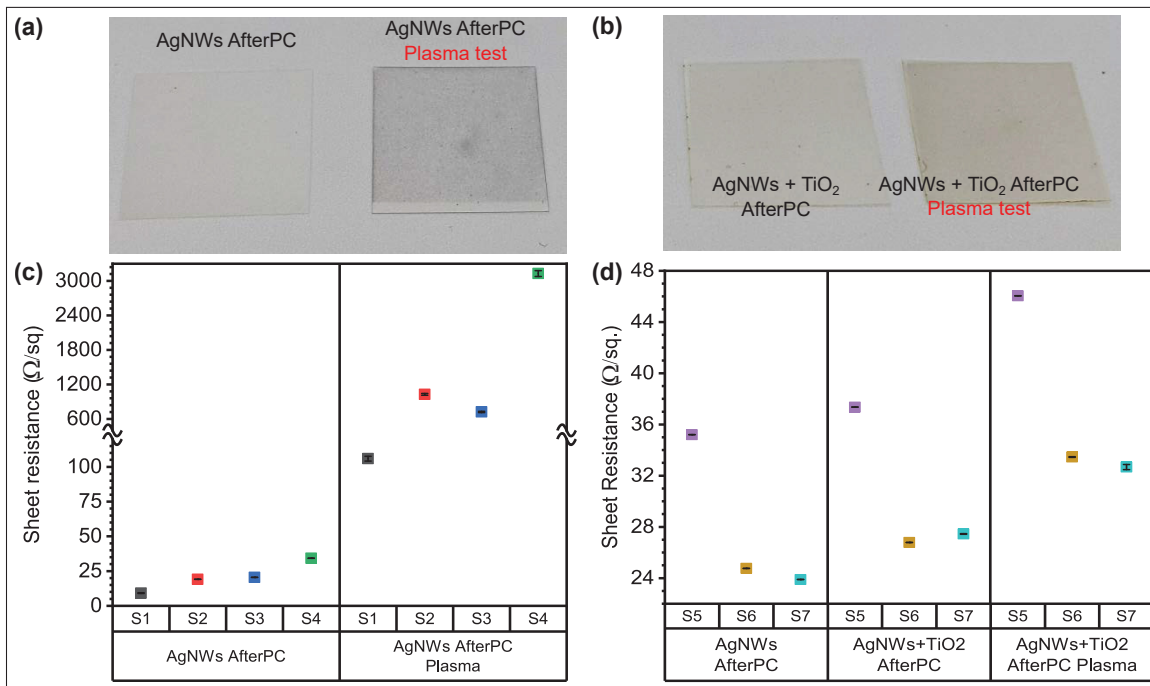 (a)
AgNWs AfterPC
AgNWs AfterPC
Plasma test
(b)
AgNWs + TiO₂
AfterPC
AgNWs + TiO₂ AfterPC
Plasma test
(c)
Sheet resistance (Ω/sq)
3000
2400
1800
1200
600
100
75
50
25
0
S1 S2 S3 S4 S1 S2 S3 S4
AgNWs AfterPC
AgNWs AfterPC
Plasma
(d)
Sheet Resistance (Ω/sq.)
48
44
40
36
32
28
24
S5 S6 S7 S5 S6 S7 S5 S6 S7
AgNWs
AfterPC
AgNWs+TiO2
AfterPC
AgNWs+TiO2
AfterPC Plasma